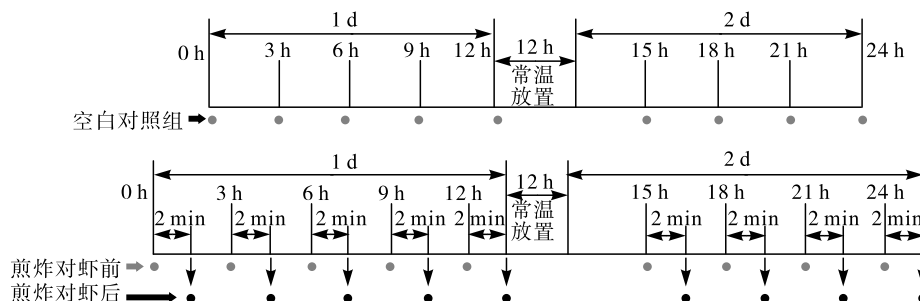 1 d 2 d
0 h 3 h 6 h 9 h 12 h 12 h 15 h 18 h 21 h 24 h
常温
放置
空白对照组
1 d 2 d
0 h 3 h 6 h 9 h 12 h 12 h 15 h 18 h 21 h 24 h
2 min 2 min 2 min 2 min 2 min 常温 2 min 2 min 2 min 2 min
放置
煎炸对虾前
煎炸对虾后